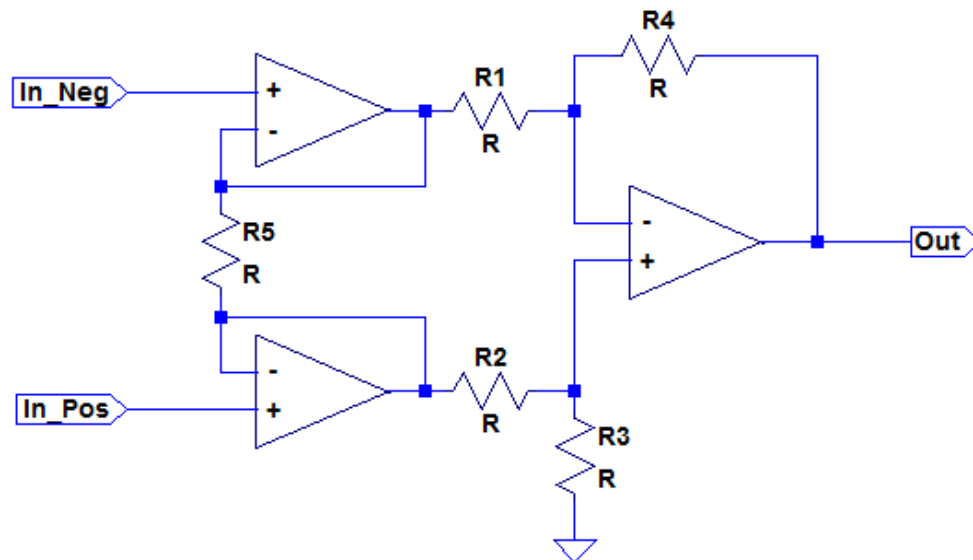 R4
R
In_Neg
+
-
R1
R
R5
R
-
+
Out
-
+
R2
R
In_Pos
R3
R